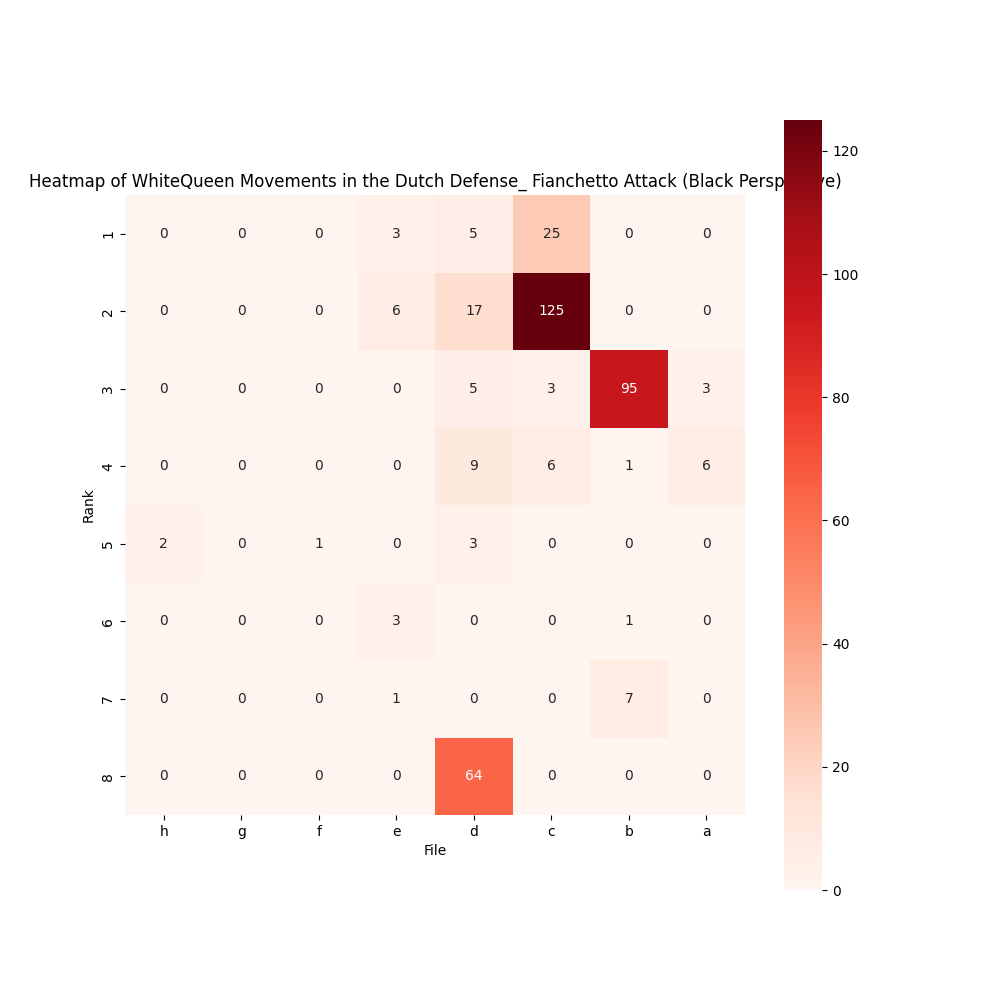 Heatmap of WhiteQueen Movements in the Dutch Defense_ Fianchetto Attack (Black Persp ve)
1 0 0 0 3 5 25 0 0
2 0 0 0 6 17 125 0 0
3 0 0 0 0 5 3 95 3
4 0 0 0 0 9 6 1 6
5 2 0 1 0 3 0 0 0
6 0 0 0 3 0 0 1 0
7 0 0 0 1 0 0 7 0
8 0 0 0 0 64 0 0 0
h g f e d c b a
File
Rank
120
100
80
60
40
20
0